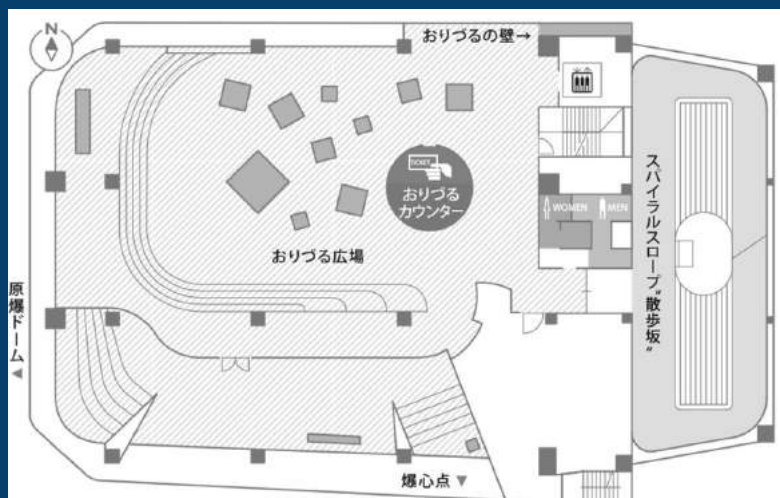 N
おりづるの壁→
TICKET
おりづる
カウンター
WOMEN
MEN
おりづる広場
スパイラルスロープ“散歩坂”
原爆ドーム◀
爆心点▼